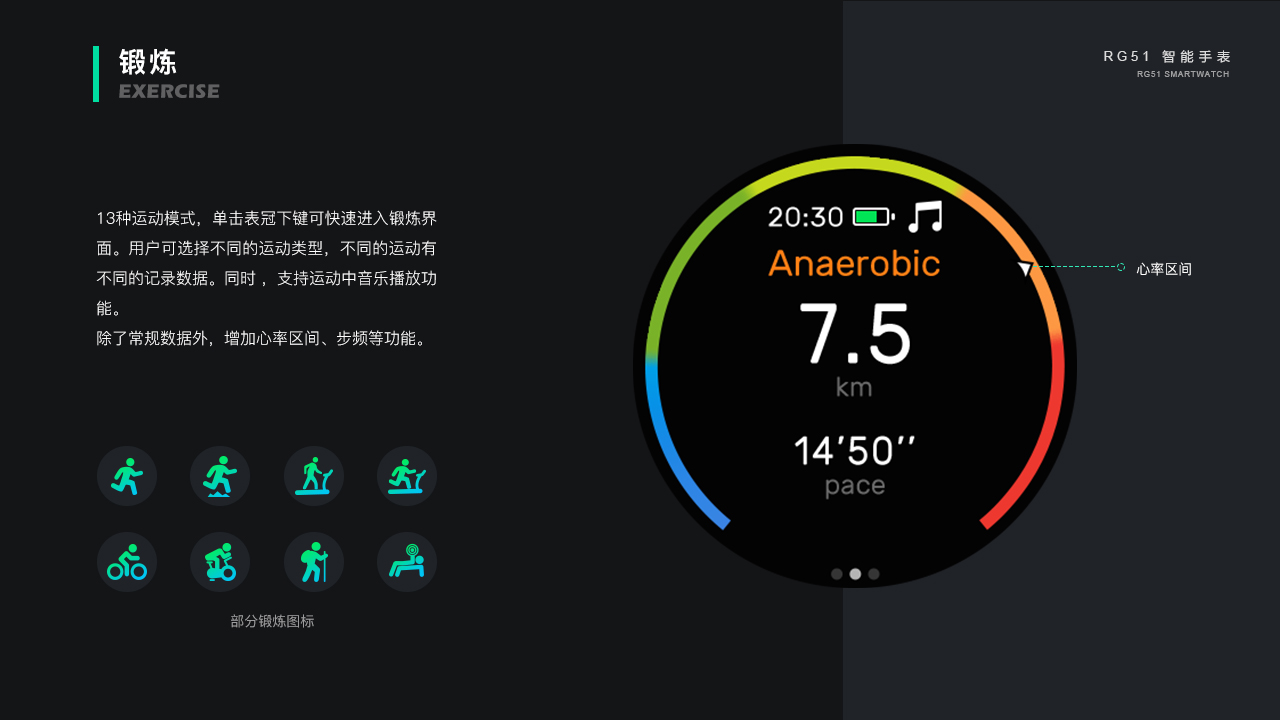 锻炼
EXERCISE
RG51 智能手表
RG51 SMARTWATCH
13种运动模式，单击表冠下键可快速进入锻炼界
面。用户可选择不同的运动类型，不同的运动有
不同的记录数据。同时 ，支持运动中音乐播放功
能。
除了常规数据外，增加心率区间、步频等功能。
部分锻炼图标
20:30
Anaerobic
7.5
km
14’50’’
pace
心率区间